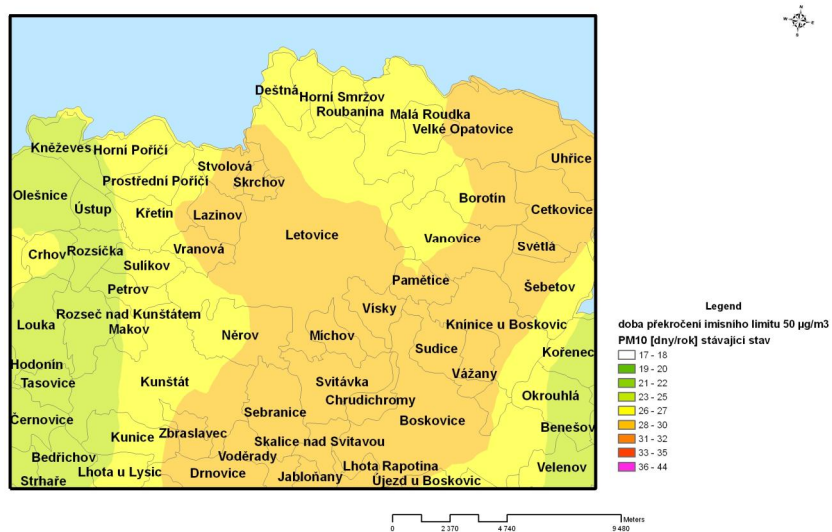 N
W E
S
Deštná
Horní Smržov
Roubanina
Malá Roudka
Velké Opatovice
Kněževes
Horní Poříčí
Stvolová
Uhřice
Prostřední Poříčí
Skrchov
Olešnice
Ústup
Křetín
Lazinov
Borotín
Cetkovice
Letovice
Vanovice
Světlá
Crhov
Rozsíčka
Vranová
Sulíkov
Pamětice
Šebetov
Petrov
Vísky
Rozseč nad Kunštátem
Louka
Makov
Něrov
Míchov
Knínice u Boskovic
Sudice
Kořenec
Hodonín
Tasovice
Kunštát
Svitávka
Vážany
Chrudichromy
Okrouhlá
Sebranice
Boskovice
Černovice
Benešov
Kunice
Zbraslavec
Skalice nad Svitavou
Bedřichov
Voděrady
Lhota Rapotina
Velenov
Strhaře
Lhota u Lysic
Drnovice
Jabloňany
Újezd u Boskovic
Legend
doba překročení imisního limitu 50 µg/m3
PM10 [dny/rok] stávající stav
17 - 18
19 - 20
21 - 22
23 - 25
26 - 27
28 - 30
31 - 32
33 - 35
36 - 44
Meters
0 2 370 4 740 9 480